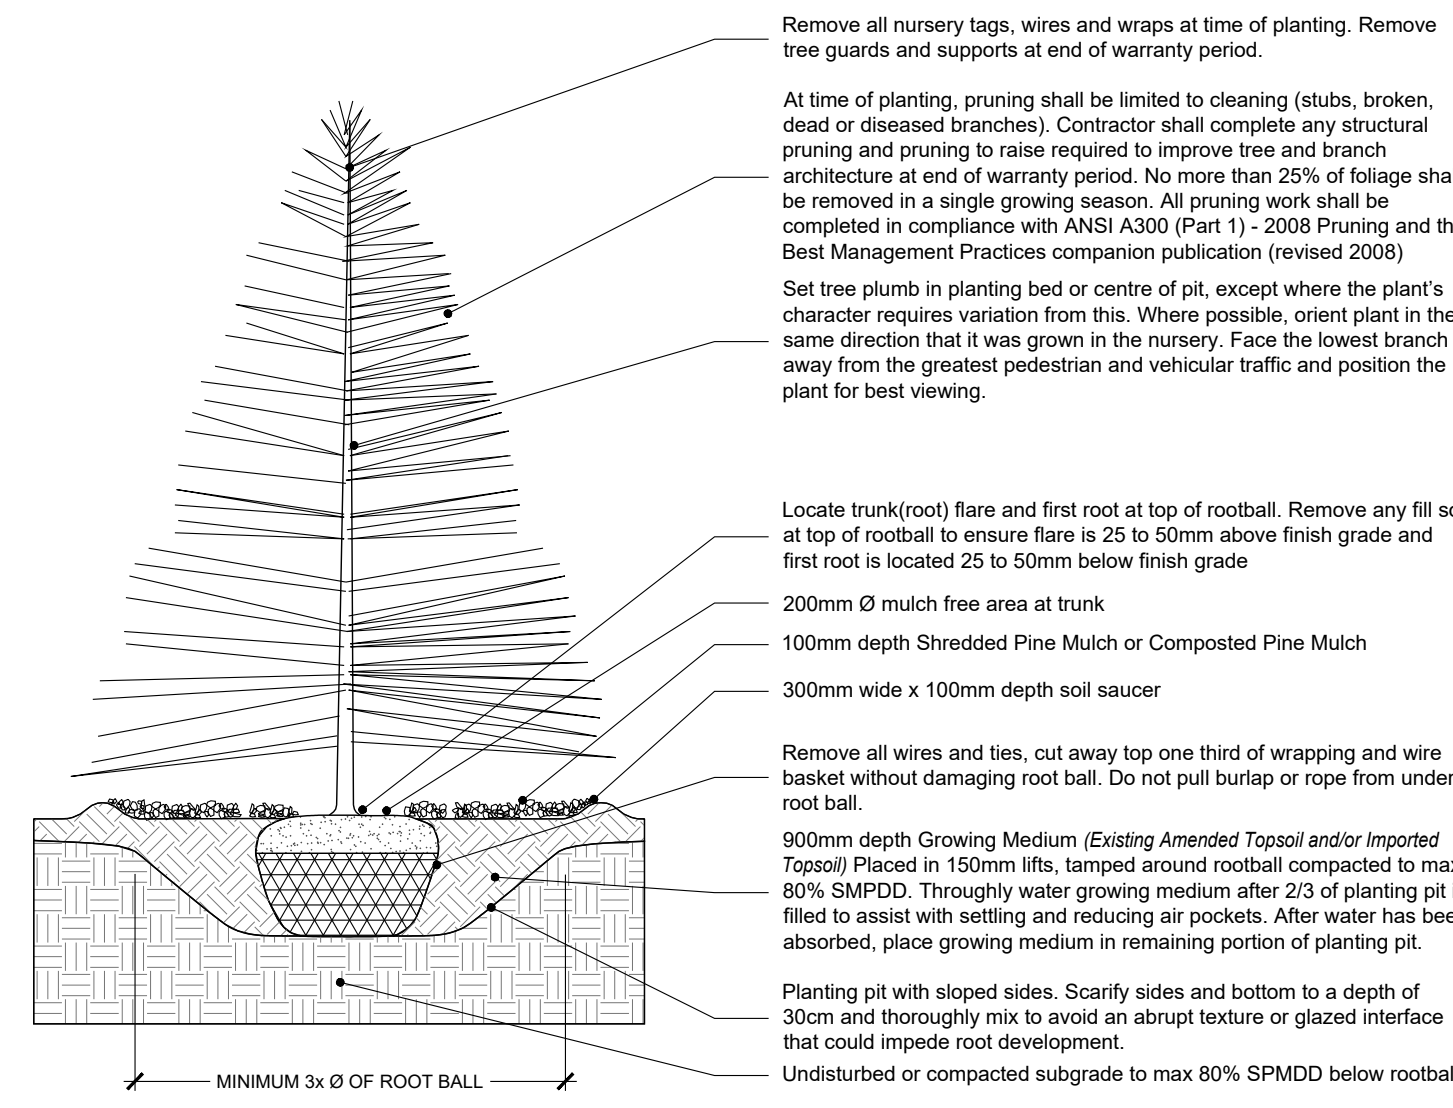 Remove all nursery tags, wires and wraps at time of planting. Remove
tree guards and supports at end of warranty period.
At time of planting, pruning shall be limited to cleaning (stubs, broken,
dead or diseased branches). Contractor shall complete any structural
pruning and pruning to raise required to improve tree and branch
architecture at end of warranty period. No more than 25% of foliage sha
be removed in a single growing season. All pruning work shall be
completed in compliance with ANSI A300 (Part 1) - 2008 Pruning and th
Best Management Practices companion publication (revised 2008)
Set tree plumb in planting bed or centre of pit, except where the plant’s
character requires variation from this. Where possible, orient plant in the
same direction that it was grown in the nursery. Face the lowest branch
away from the greatest pedestrian and vehicular traffic and position the
plant for best viewing.
Locate trunk(root) flare and first root at top of rootball. Remove any fill so
at top of rootball to ensure flare is 25 to 50mm above finish grade and
first root is located 25 to 50mm below finish grade
200mm Ø mulch free area at trunk
100mm depth Shredded Pine Mulch or Composted Pine Mulch
300mm wide x 100mm depth soil saucer
Remove all wires and ties, cut away top one third of wrapping and wire
basket without damaging root ball. Do not pull burlap or rope from under
root ball.
900mm depth Growing Medium (Existing Amended Topsoil and/or Imported
Topsoil) Placed in 150mm lifts, tamped around rootball compacted to max
80% SMPDD. Throughly water growing medium after 2/3 of planting pit i
filled to assist with settling and reducing air pockets. After water has bee
absorbed, place growing medium in remaining portion of planting pit.
Planting pit with sloped sides. Scarify sides and bottom to a depth of
30cm and thoroughly mix to avoid an abrupt texture or glazed interface
that could impede root development.
Undisturbed or compacted subgrade to max 80% SPMDD below rootbal
MINIMUM 3x Ø OF ROOT BALL